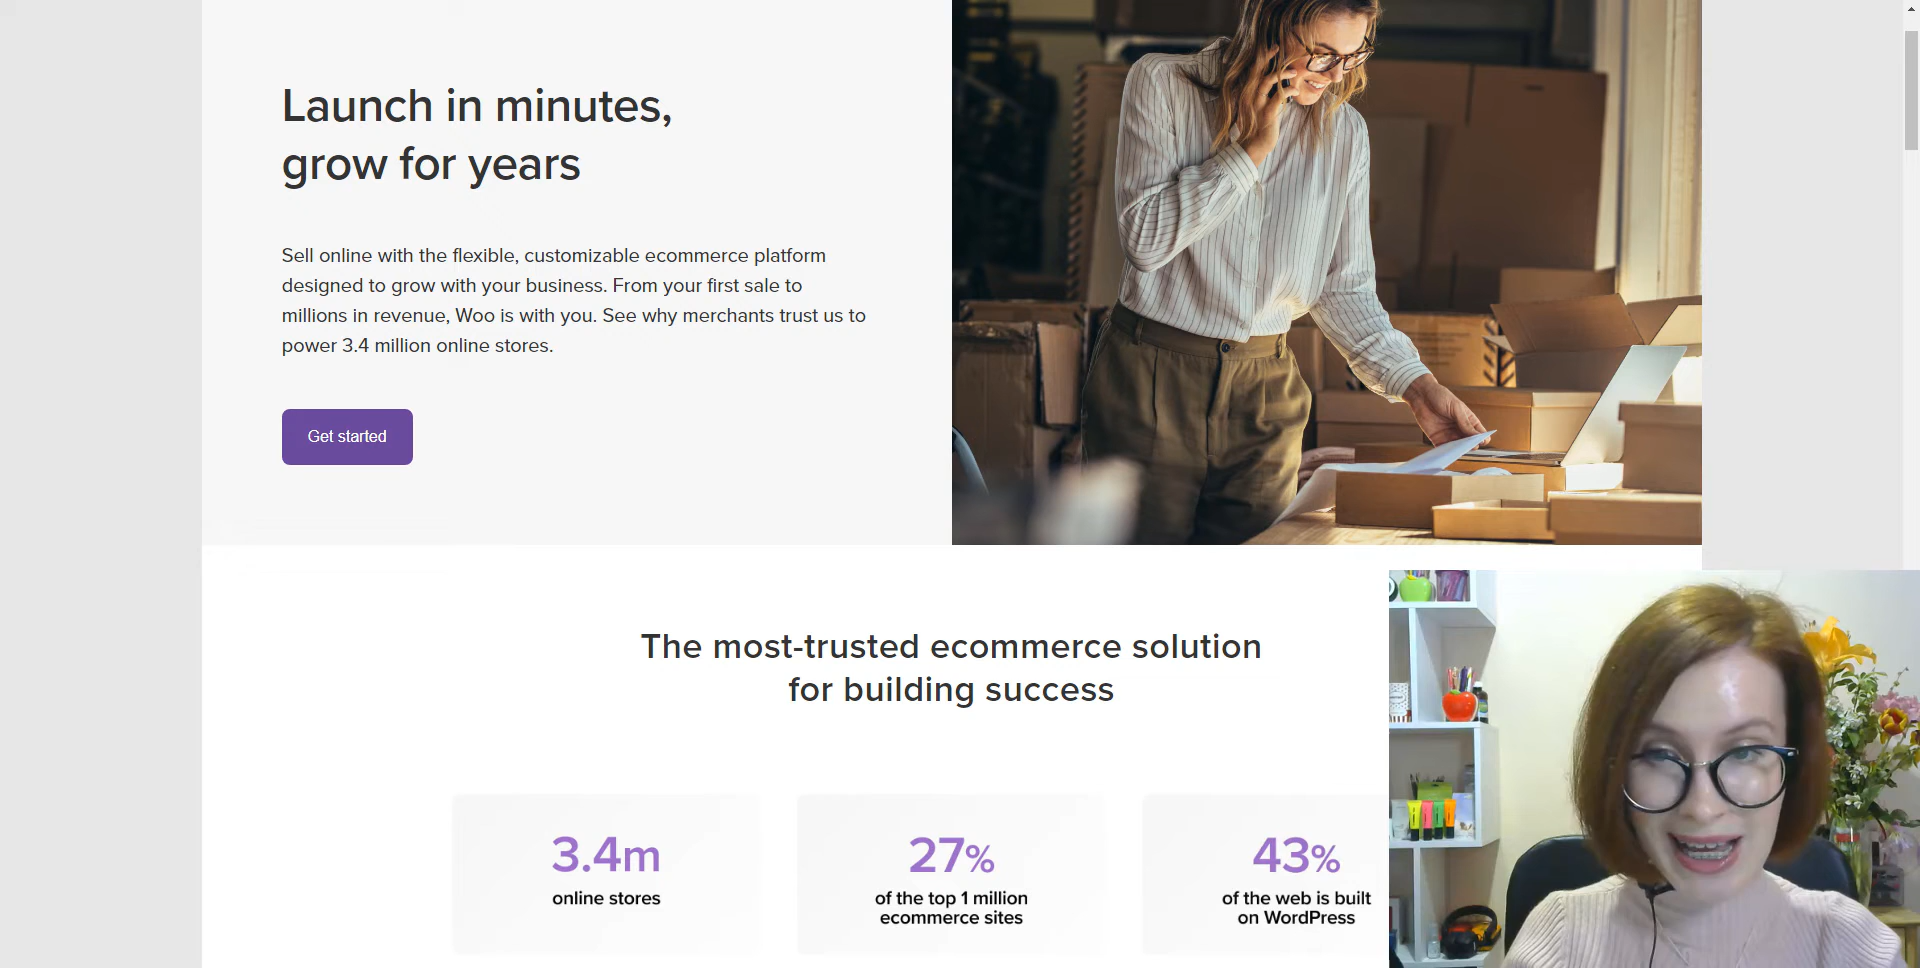 Launch in minutes,
grow for years
Sell online with the flexible, customizable ecommerce platform
designed to grow with your business. From your first sale to
millions in revenue, Woo is with you. See why merchants trust us to
power 3.4 million online stores.
Get started
The most-trusted ecommerce solution
for building success
3.4m
online stores
27%
of the top 1 million
ecommerce sites
43%
of the web is built
on WordPress